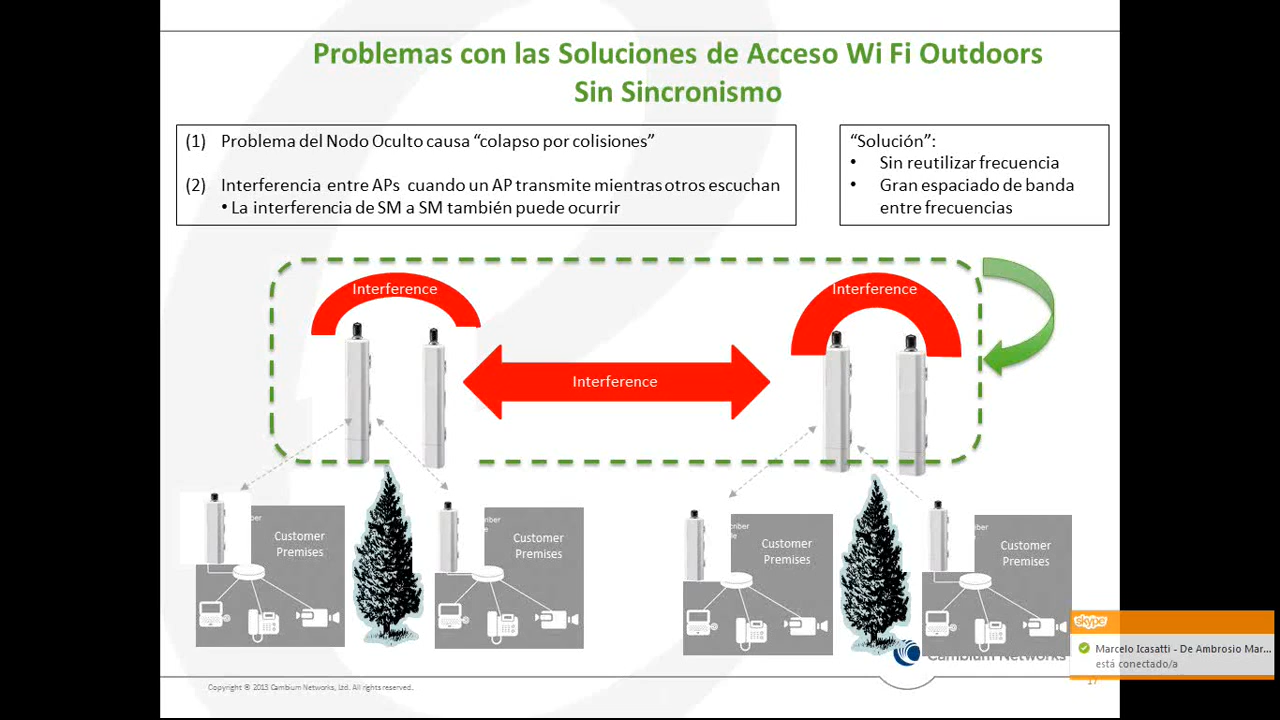 Problemas con las Soluciones de Acceso Wi Fi Outdoors
Sin Sincronismo
(1) Problema del Nodo Oculto causa “colapso por colisiones”
(2) Interferencia entre APs cuando un AP transmite mientras otros escuchan
• La interferencia de SM a SM también puede ocurrir
“Solución”:
• Sin reutilizar frecuencia
• Gran espaciado de banda
entre frecuencias
Interference
Interference
Interference
Customer
Premises
Customer
Premises
Customer
Premises
Customer
Premises
skype
Marcelo Icasatti - De Ambrosio Mar...
está conectado/a
Cambium Networks
17
Copyright ® 2013 Cambium Networks, Ltd. All rights reserved.